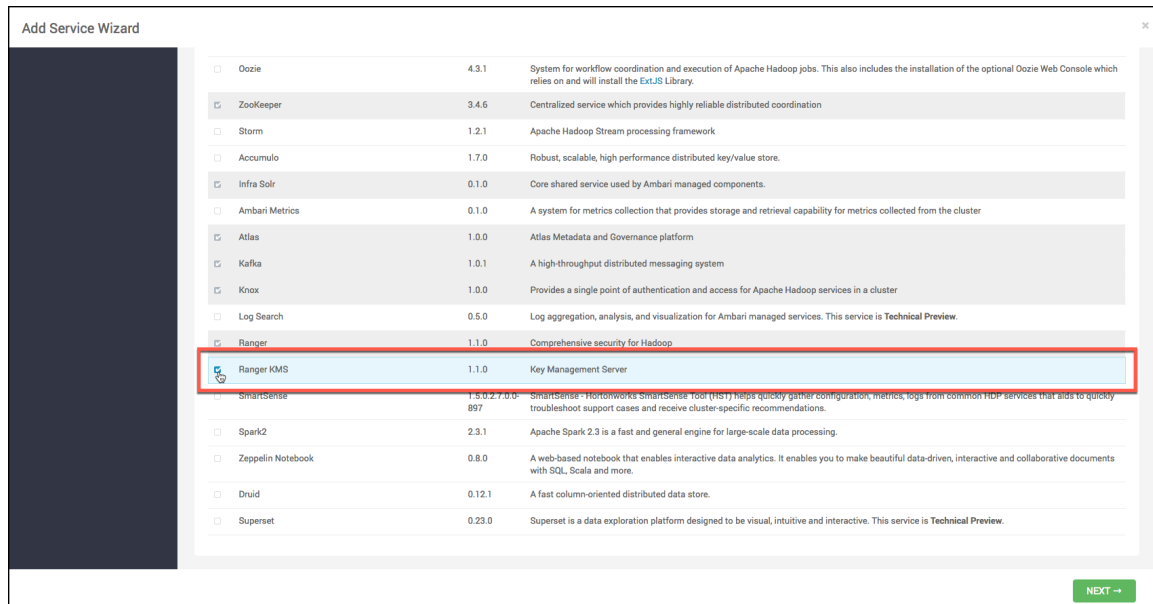 Add Service Wizard
×
Oozie 4.3.1 System for workflow coordination and execution of Apache Hadoop jobs. This also includes the installation of the optional Oozie Web Console which
relies on and will install the ExtJS Library.
ZooKeeper 3.4.6 Centralized service which provides highly reliable distributed coordination
Storm 1.2.1 Apache Hadoop Stream processing framework
Accumulo 1.7.0 Robust, scalable, high performance distributed key/value store.
Infra Solr 0.1.0 Core shared service used by Ambari managed components.
Ambari Metrics 0.1.0 A system for metrics collection that provides storage and retrieval capability for metrics collected from the cluster
Atlas 1.0.0 Atlas Metadata and Governance platform
Kafka 1.0.1 A high-throughput distributed messaging system
Knox 1.0.0 Provides a single point of authentication and access for Apache Hadoop services in a cluster
Log Search 0.5.0 Log aggregation, analysis, and visualization for Ambari managed services. This service is Technical Preview.
Ranger 1.1.0 Comprehensive security for Hadoop
Ranger KMS 1.1.0 Key Management Server
SmartSense 1.5.0.2.7.0.0- SmartSense - Hortonworks SmartSense Tool (HST) helps quickly gather configuration, metrics, logs from common HDP services that aids to quickly
897 troubleshoot support cases and receive cluster-specific recommendations.
Spark2 2.3.1 Apache Spark 2.3 is a fast and general engine for large-scale data processing.
Zeppelin Notebook 0.8.0 A web-based notebook that enables interactive data analytics. It enables you to make beautiful data-driven, interactive and collaborative documents
with SQL, Scala and more.
Druid 0.12.1 A fast column-oriented distributed data store.
Superset 0.23.0 Superset is a data exploration platform designed to be visual, intuitive and interactive. This service is Technical Preview.
NEXT →